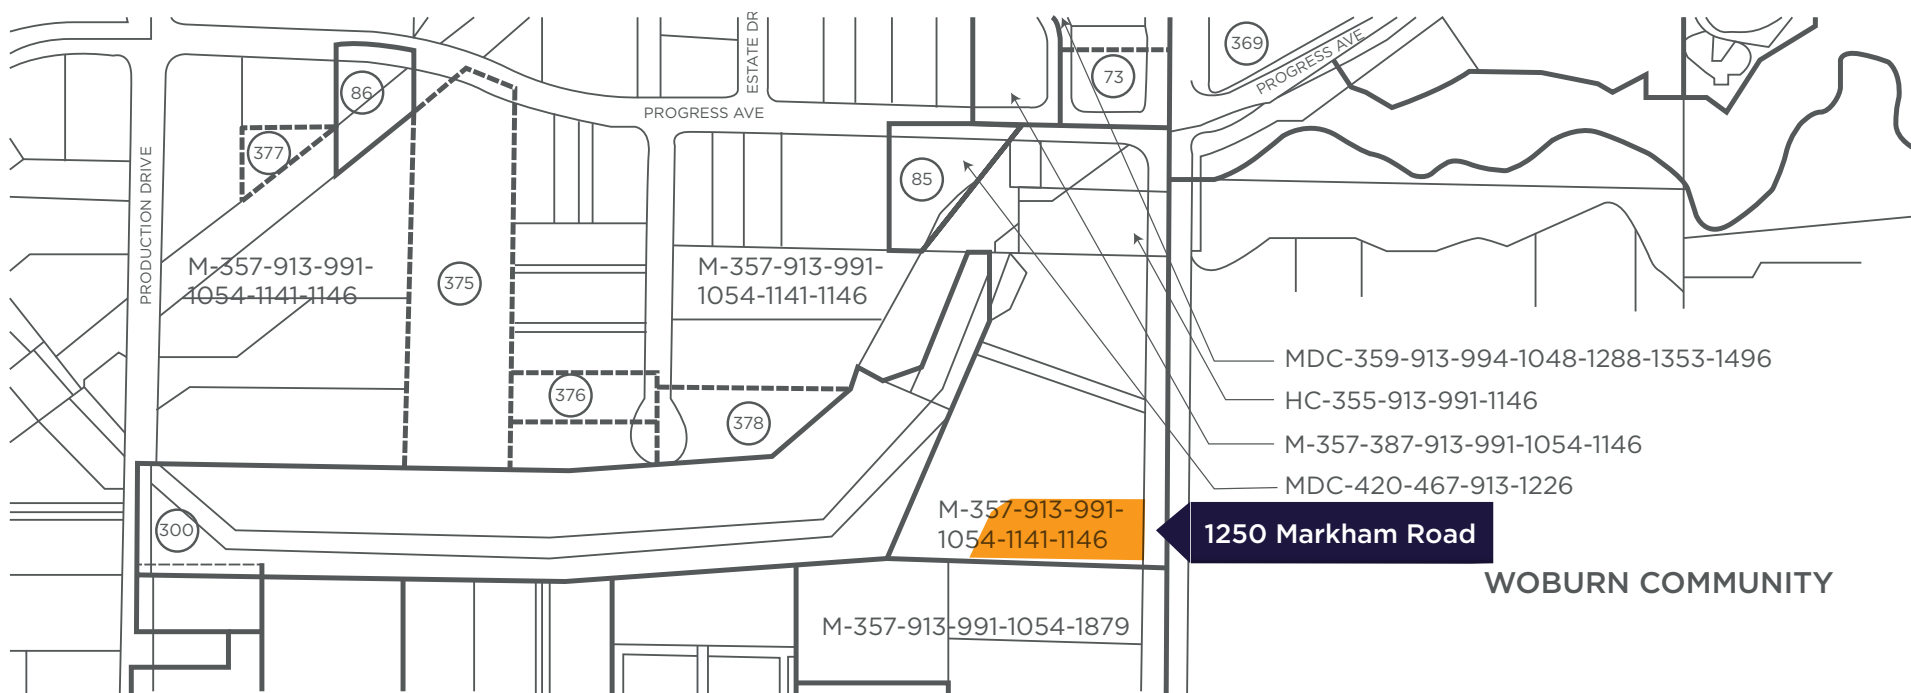 ESTATE DR
369
PROGRESS AVE
73
86
PROGRESS AVE
377
PRODUCTION DRIVE
85
M-357-913-991-
1054-1141-1146
375
M-357-913-991-
1054-1141-1146
MDC-359-913-994-1048-1288-1353-1496
376
HC-355-913-991-1146
378
M-357-387-913-991-1054-1146
MDC-420-467-913-1226
M-357-913-991-
1054-1141-1146
300
1250 Markham Road
WOBURN COMMUNITY
M-357-913-991-1054-1879